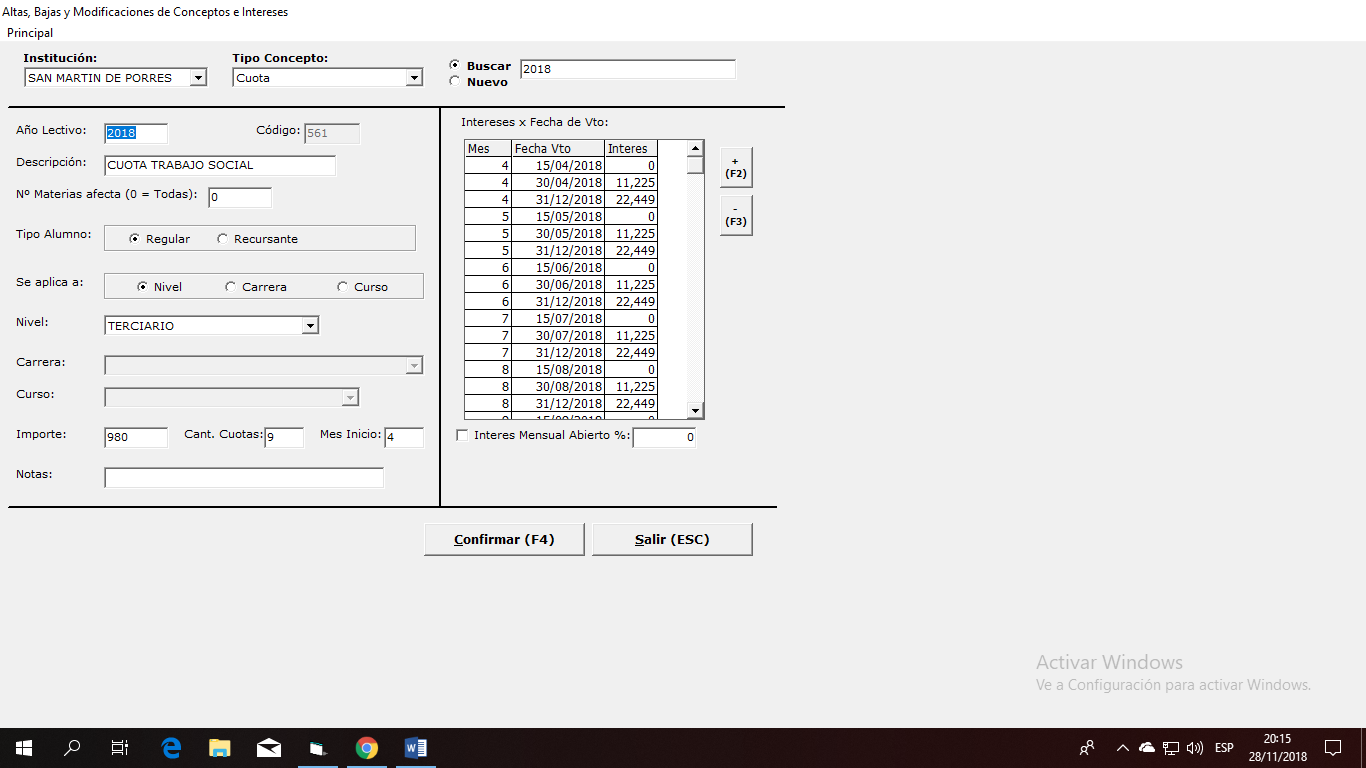 Altas, Bajas y Modificaciones de Conceptos e Intereses
Principal
Institución:
SAN MARTIN DE PORRES
Tipo Concepto:
Cuota
Buscar
Nuevo
2018
Año Lectivo: 2018 Código: 561
Descripción: CUOTA TRABAJO SOCIAL
Nº Materias afecta (0 = Todas): 0
Tipo Alumno: Regular Recursante
Se aplica a: Nivel Carrera Curso
Nivel: TERCIARIO
Carrera:
Curso:
Importe: 980 Cant. Cuotas: 9 Mes Inicio: 4
Notas:
Intereses x Fecha de Vto:
Mes Fecha Vto Interes
4 15/04/2018 0
4 30/04/2018 11,225
4 31/12/2018 22,449
5 15/05/2018 0
5 30/05/2018 11,225
5 31/12/2018 22,449
6 15/06/2018 0
6 30/06/2018 11,225
6 31/12/2018 22,449
7 15/07/2018 0
7 30/07/2018 11,225
7 31/12/2018 22,449
8 15/08/2018 0
8 30/08/2018 11,225
8 31/12/2018 22,449
9 15/09/2018 0
+
(F2)
-
(F3)
Interes Mensual Abierto %: 0
Confirmar (F4) Salir (ESC)
Activar Windows
Ve a Configuración para activar Windows.
ESP
20:15
28/11/2018